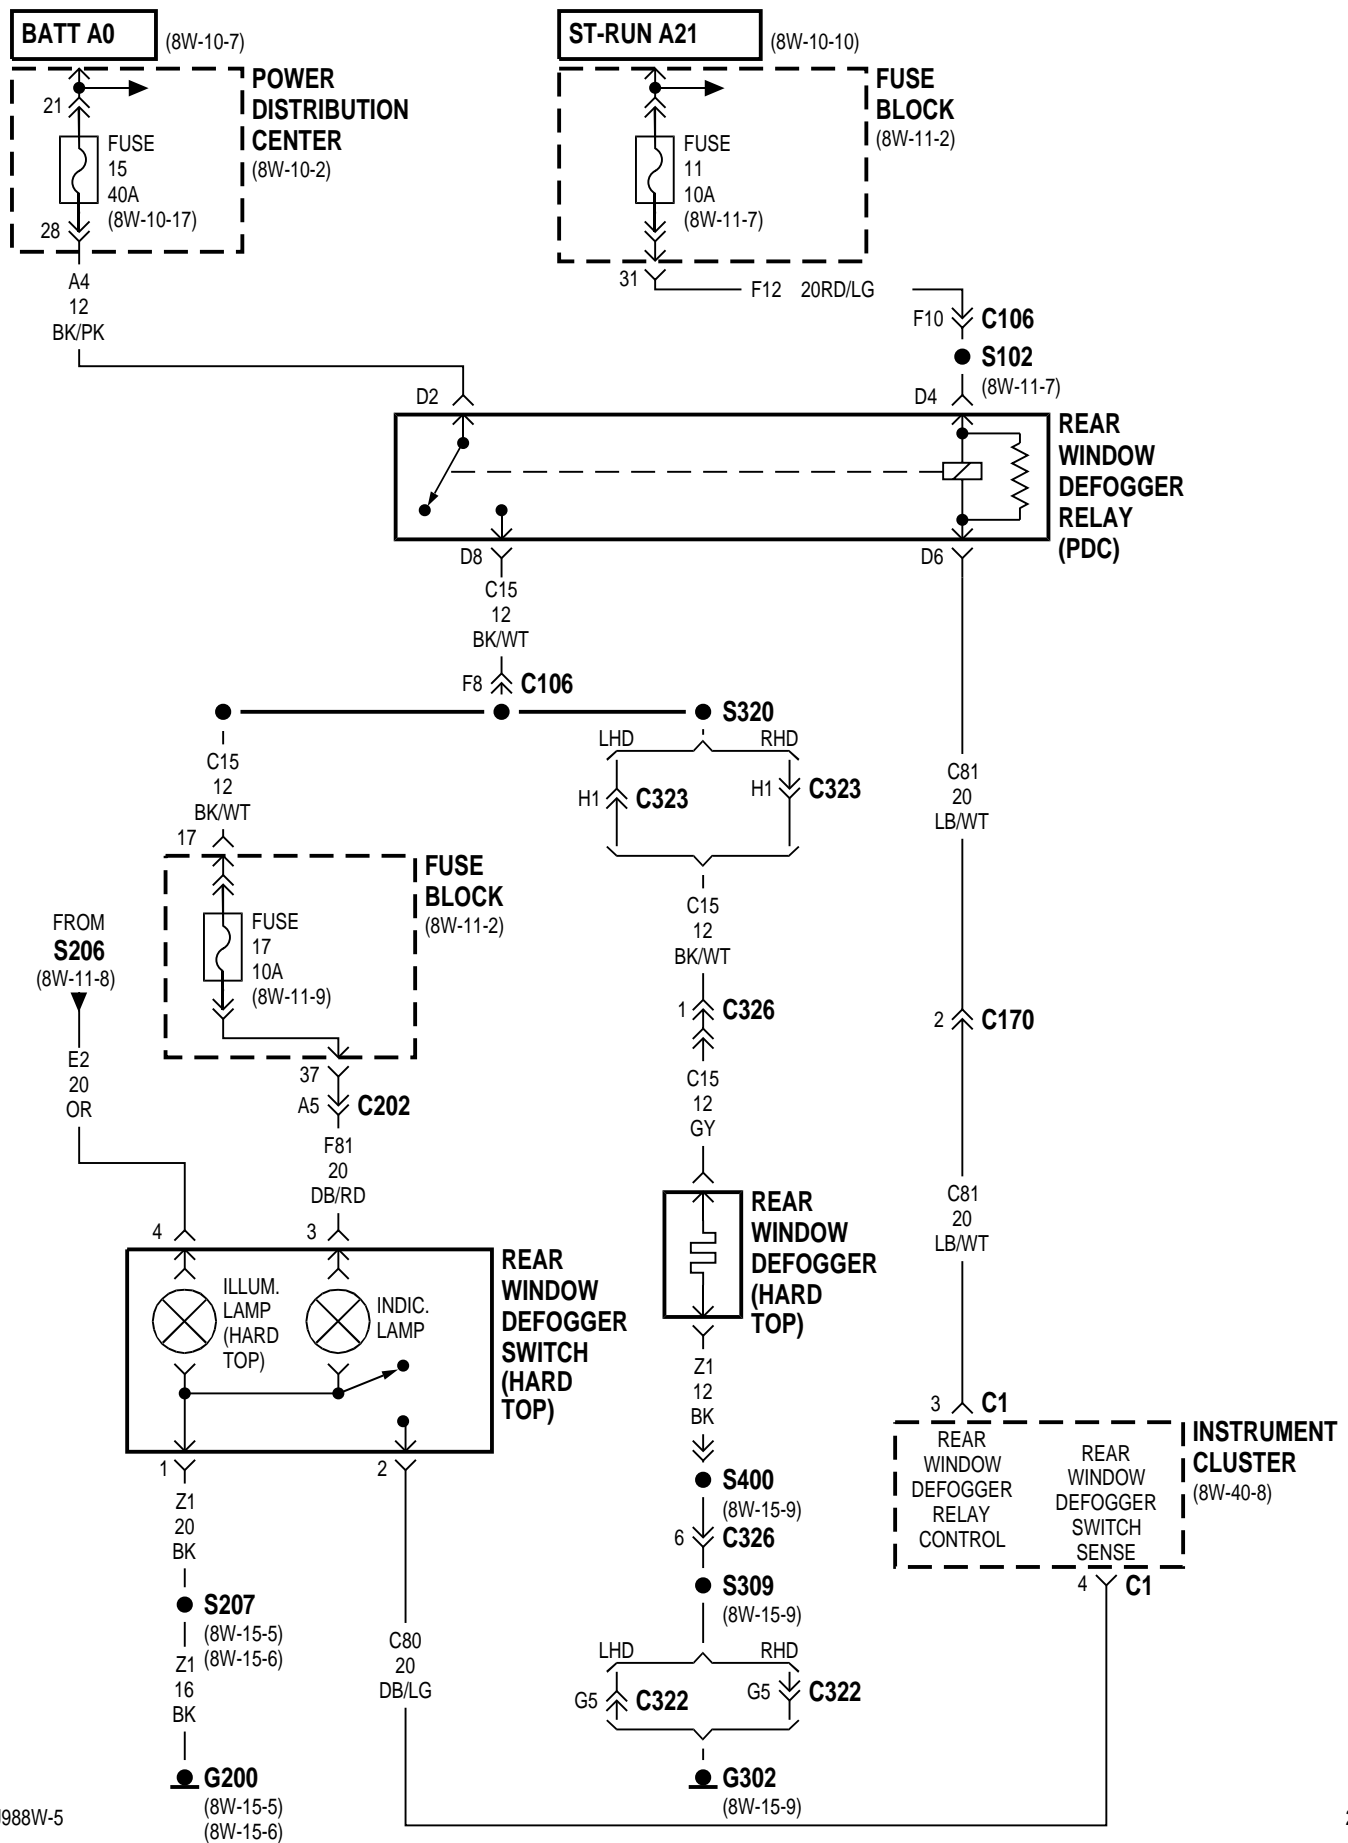 BATT A0
(8W-10-7)
ST-RUN A21
(8W-10-10)
POWER
DISTRIBUTION
CENTER
(8W-10-2)
21
FUSE
15
40A
(8W-10-17)
28
FUSE
BLOCK
(8W-11-2)
FUSE
11
10A
(8W-11-7)
31
A4
12
BK/PK
F12 20RD/LG
F10
C106
S102
(8W-11-7)
D2
D4
REAR
WINDOW
DEFOGGER
RELAY
(PDC)
D8
D6
C15
12
BK/WT
F8
C106
S320
LHD
RHD
H1
C323
H1
C323
C81
20
LB/WT
C15
12
BK/WT
17
FUSE
BLOCK
(8W-11-2)
FUSE
17
10A
(8W-11-9)
FROM
S206
(8W-11-8)
C15
12
BK/WT
1
C326
2
C170
E2
20
OR
37
A5
C202
F81
20
DB/RD
C15
12
GY
4
3
REAR
WINDOW
DEFOGGER
(HARD
TOP)
C81
20
LB/WT
ILLUM.
LAMP
(HARD
TOP)
INDIC.
LAMP
REAR
WINDOW
DEFOGGER
SWITCH
(HARD
TOP)
Z1
12
BK
3
C1
REAR
WINDOW
DEFOGGER
RELAY
CONTROL
REAR
WINDOW
DEFOGGER
SWITCH
SENSE
INSTRUMENT
CLUSTER
(8W-40-8)
1
2
S400
(8W-15-9)
6
C326
4
C1
Z1
20
BK
S309
(8W-15-9)
S207
(8W-15-5)
(8W-15-6)
Z1
16
BK
C80
20
DB/LG
LHD
RHD
G5
C322
G5
C322
G200
(8W-15-5)
(8W-15-6)
G302
(8W-15-9)
J988W-5